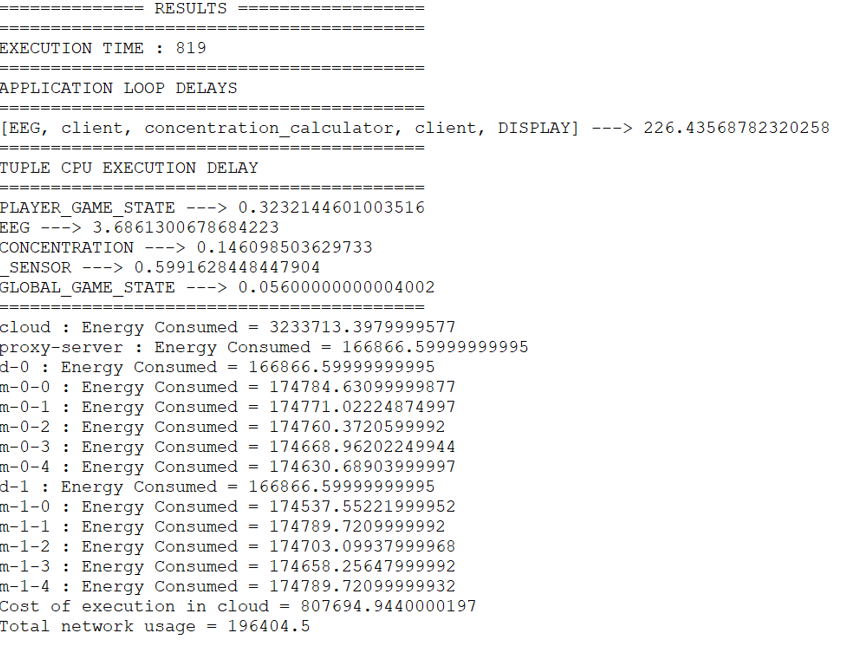 ============== RESULTS ==================
=========================================
EXECUTION TIME : 819
=========================================
APPLICATION LOOP DELAYS
=========================================
[EEG, client, concentration_calculator, client, DISPLAY] ---> 226.43568782320258
=========================================
TUPLE CPU EXECUTION DELAY
=========================================
PLAYER_GAME_STATE ---> 0.3232144601003516
EEG ---> 3.6861300678684223
CONCENTRATION ---> 0.146098503629733
_SENSOR ---> 0.5991628448447904
GLOBAL_GAME_STATE ---> 0.05600000000004002
=========================================
cloud : Energy Consumed = 3233713.3979999577
proxy-server : Energy Consumed = 166866.59999999995
d-0 : Energy Consumed = 166866.59999999995
m-0-0 : Energy Consumed = 174784.63099999877
m-0-1 : Energy Consumed = 174771.02224874997
m-0-2 : Energy Consumed = 174760.3720599992
m-0-3 : Energy Consumed = 174668.96202249944
m-0-4 : Energy Consumed = 174630.68903999997
d-1 : Energy Consumed = 166866.59999999995
m-1-0 : Energy Consumed = 174537.55221999952
m-1-1 : Energy Consumed = 174789.7209999992
m-1-2 : Energy Consumed = 174703.09937999968
m-1-3 : Energy Consumed = 174658.25647999992
m-1-4 : Energy Consumed = 174789.72099999932
Cost of execution in cloud = 807694.9440000197
Total network usage = 196404.5